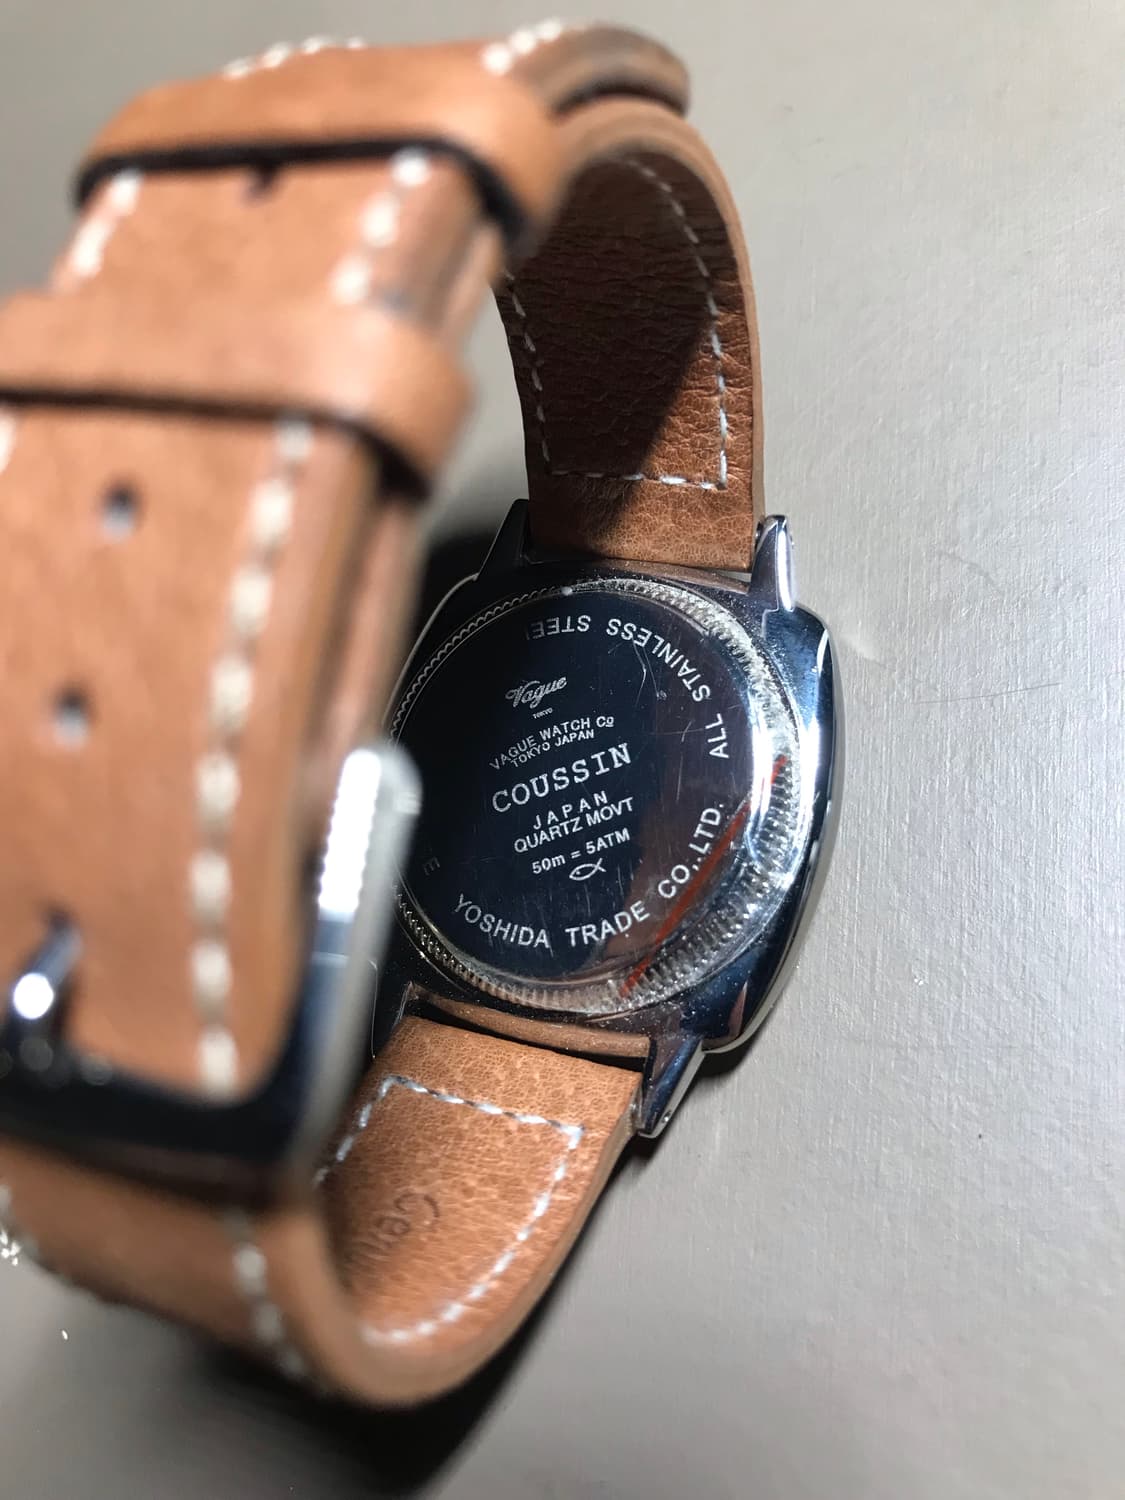 Vague
TOKYO
VAGUE WATCH Cº
TOKYO JAPAN
COUSSIN
JAPAN
QUARTZ MOVT
50m = 5ATM
YOSHIDA TRADE CO,.LTD. ALL STAINLESS STEEL